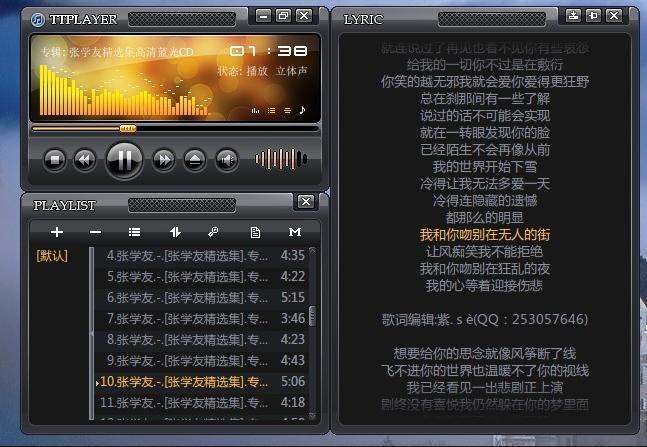 TTPLAYER
专辑: 张学友精选集高清蓝光CD
01:38
状态: 播放 立体声
PLAYLIST
[默认]
4.张学友.-.[张学友精选集].专... 4:35
5.张学友.-.[张学友精选集].专... 4:22
6.张学友.-.[张学友精选集].专... 5:15
7.张学友.-.[张学友精选集].专... 3:46
8.张学友.-.[张学友精选集].专... 4:23
9.张学友.-.[张学友精选集].专... 4:43
10.张学友.-.[张学友精选集].专... 5:06
11.张学友.-.[张学友精选集].专... 4:18
LYRIC
就连说过了再见也看不见你有些哀怨
给我的一切你不过是在敷衍
你笑的越无邪我就会爱你爱得更狂野
总在刹那间有一些了解
说过的话不可能会实现
就在一转眼发现你的脸
已经陌生不会再像从前
我的世界开始下雪
冷得让我无法多爱一天
冷得连隐藏的遗憾
都那么的明显
我和你吻别在无人的街
让风痴笑我不能拒绝
我和你吻别在狂乱的夜
我的心等着迎接伤悲
歌词编辑:紫. s è(QQ：253057646)
想要给你的思念就像风筝断了线
飞不进你的世界也温暖不了你的视线
我已经看见一出悲剧正上演
剧终没有喜悦我仍然躲在你的梦里面